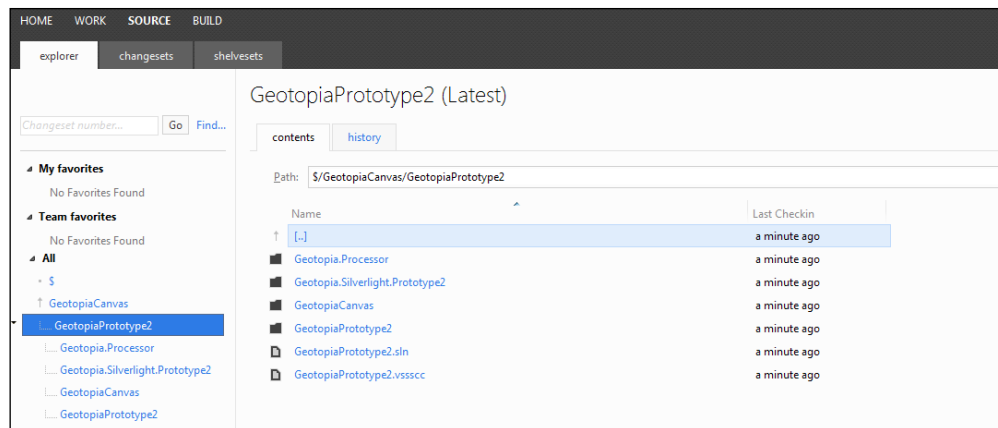 HOME WORK SOURCE BUILD
explorer changesets shelvesets
GeotopiaPrototype2 (Latest)
Changeset number... Go Find...
contents history
My favorites
No Favorites Found
Team favorites
No Favorites Found
All
$
GeotopiaCanvas
GeotopiaPrototype2
Geotopia.Processor
Geotopia.Silverlight.Prototype2
GeotopiaCanvas
GeotopiaPrototype2
Path: $/GeotopiaCanvas/GeotopiaPrototype2
Name Last Checkin
[..] a minute ago
Geotopia.Processor a minute ago
Geotopia.Silverlight.Prototype2 a minute ago
GeotopiaCanvas a minute ago
GeotopiaPrototype2 a minute ago
GeotopiaPrototype2.sln a minute ago
GeotopiaPrototype2.vssscc a minute ago